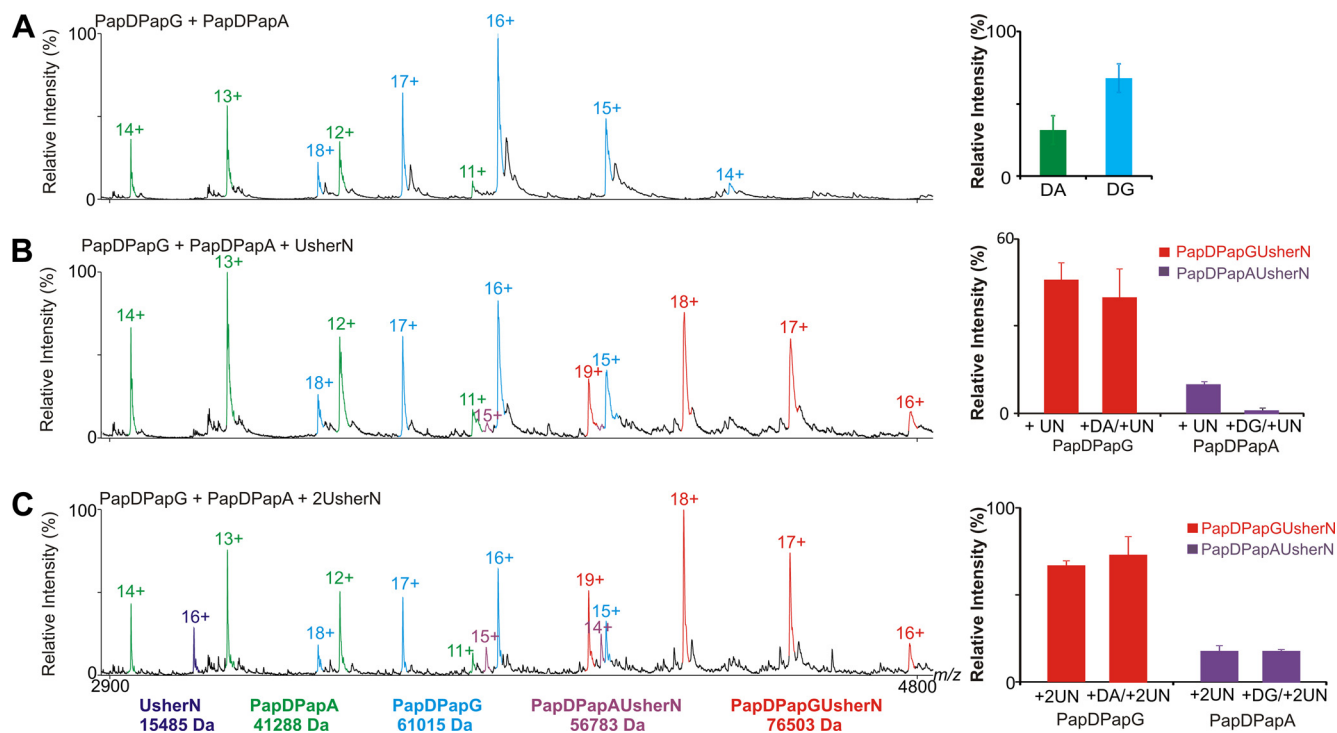 A
PapDPapG + PapDPapA
Relative Intensity (%)
100
0
14+
13+
18+
12+
17+
11+
16+
15+
14+
Relative Intensity (%)
100
0
DA
DG
B
PapDPapG + PapDPapA + UsherN
Relative Intensity (%)
100
0
14+
13+
18+
12+
17+
11+
15+
16+
19+
15+
18+
17+
16+
Relative Intensity (%)
60
0
PapDPapGUsherN
PapDPapAUsherN
+ UN
+DA/+UN
+ UN
+DG/+UN
PapDPapG
PapDPapA
C
PapDPapG + PapDPapA + 2UsherN
Relative Intensity (%)
100
0
14+
16+
13+
18+
12+
17+
11+
15+
16+
19+
14+
15+
18+
17+
16+
2900
4800
m/z
UsherN
15485 Da
PapDPapA
41288 Da
PapDPapG
61015 Da
PapDPapAUsherN
56783 Da
PapDPapGUsherN
76503 Da
Relative Intensity (%)
100
0
PapDPapGUsherN
PapDPapAUsherN
+2UN
+DA/+2UN
+2UN
+DG/+2UN
PapDPapG
PapDPapA